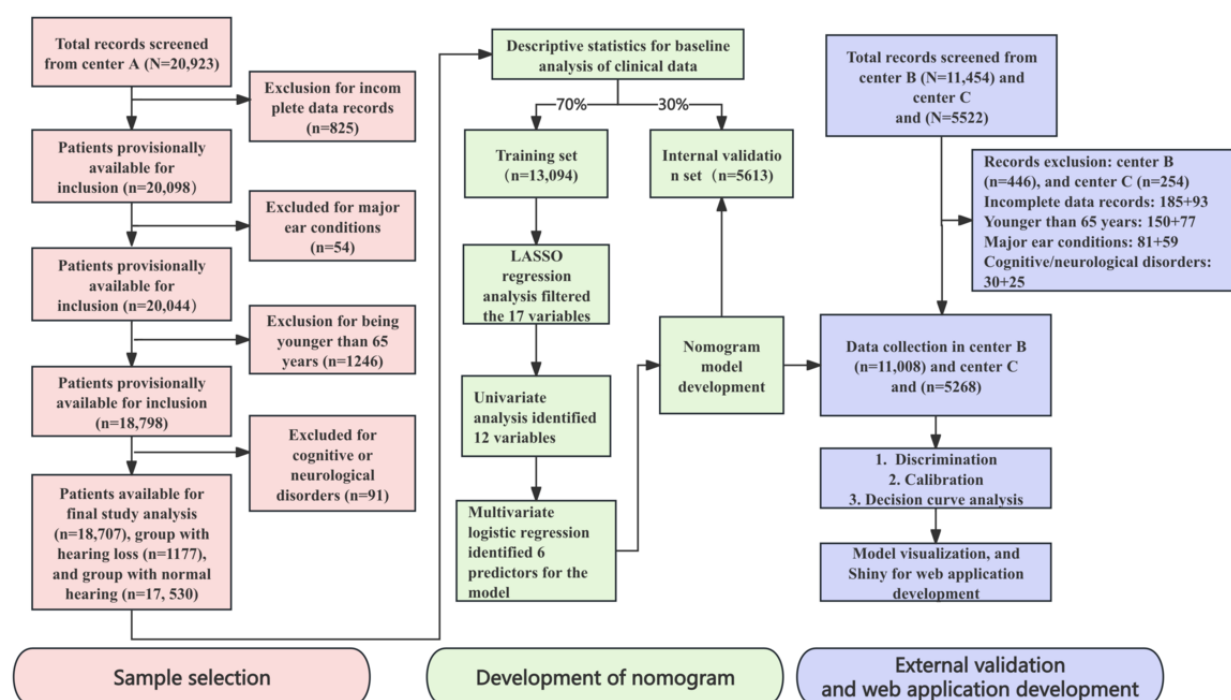 Total records screened
from center A (N=20,923)
Exclusion for incom
plete data records
(n=825)
Patients provisionally
available for
inclusion (n=20,098)
Excluded for major
ear conditions
(n=54)
Patients provisionally
available for
inclusion (n=20,044)
Exclusion for being
younger than 65
years (n=1246)
Patients provisionally
available for inclusion
(n=18,798)
Excluded for
cognitive or
neurological
disorders (n=91)
Patients available for
final study analysis
(n=18,707), group with
hearing loss (n=1177),
and group with normal
hearing (n=17, 530)
Sample selection
Descriptive statistics for baseline
analysis of clinical data
70%
30%
Training set
(n=13,094)
Internal validatio
n set (n=5613)
LASSO
regression
analysis filtered
the 17 variables
Univariate
analysis identified
12 variables
Multivariate
logistic regression
identified 6
predictors for the
model
Nomogram
model
development
Development of nomogram
Total records screened from
center B (N=11,454) and
center C
and (N=5522)
Records exclusion: center B
(n=446), and center C (n=254)
Incomplete data records: 185+93
Younger than 65 years: 150+77
Major ear conditions: 81+59
Cognitive/neurological disorders:
30+25
Data collection in center B
(n=11,008) and center C
and (n=5268)
1. Discrimination
2. Calibration
3. Decision curve analysis
Model visualization, and
Shiny for web application
development
External validation
and web application development